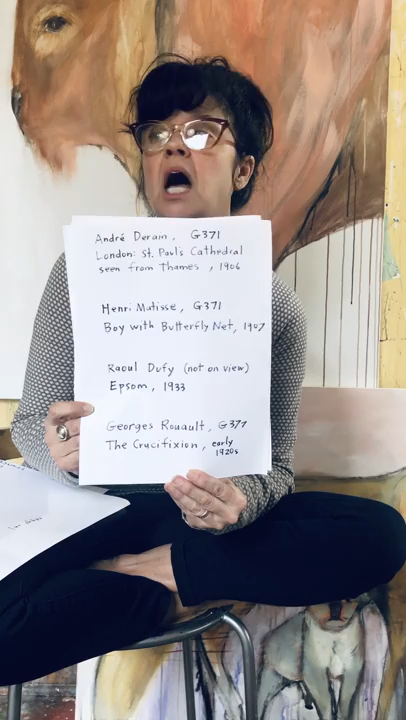 André Derain, G371
London: St. Paul's Cathedral
seen from Thames, 1906
Henri Matisse, G371
Boy with Butterfly Net, 1907
Raoul Dufy (not on view)
Epsom, 1933
Georges Rouault, G371
The Crucifixion, early
1920s